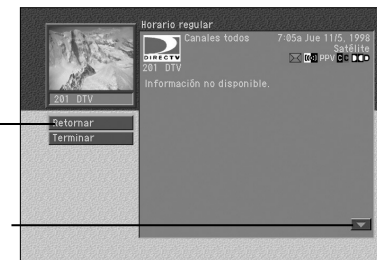 Horario regular
Canales todos
7:05a Jue 11/5, 1998
Satélite
DIRECTV
PPV CC
201 DTV
Información no disponible.
201 DTV
Retornar
Terminar